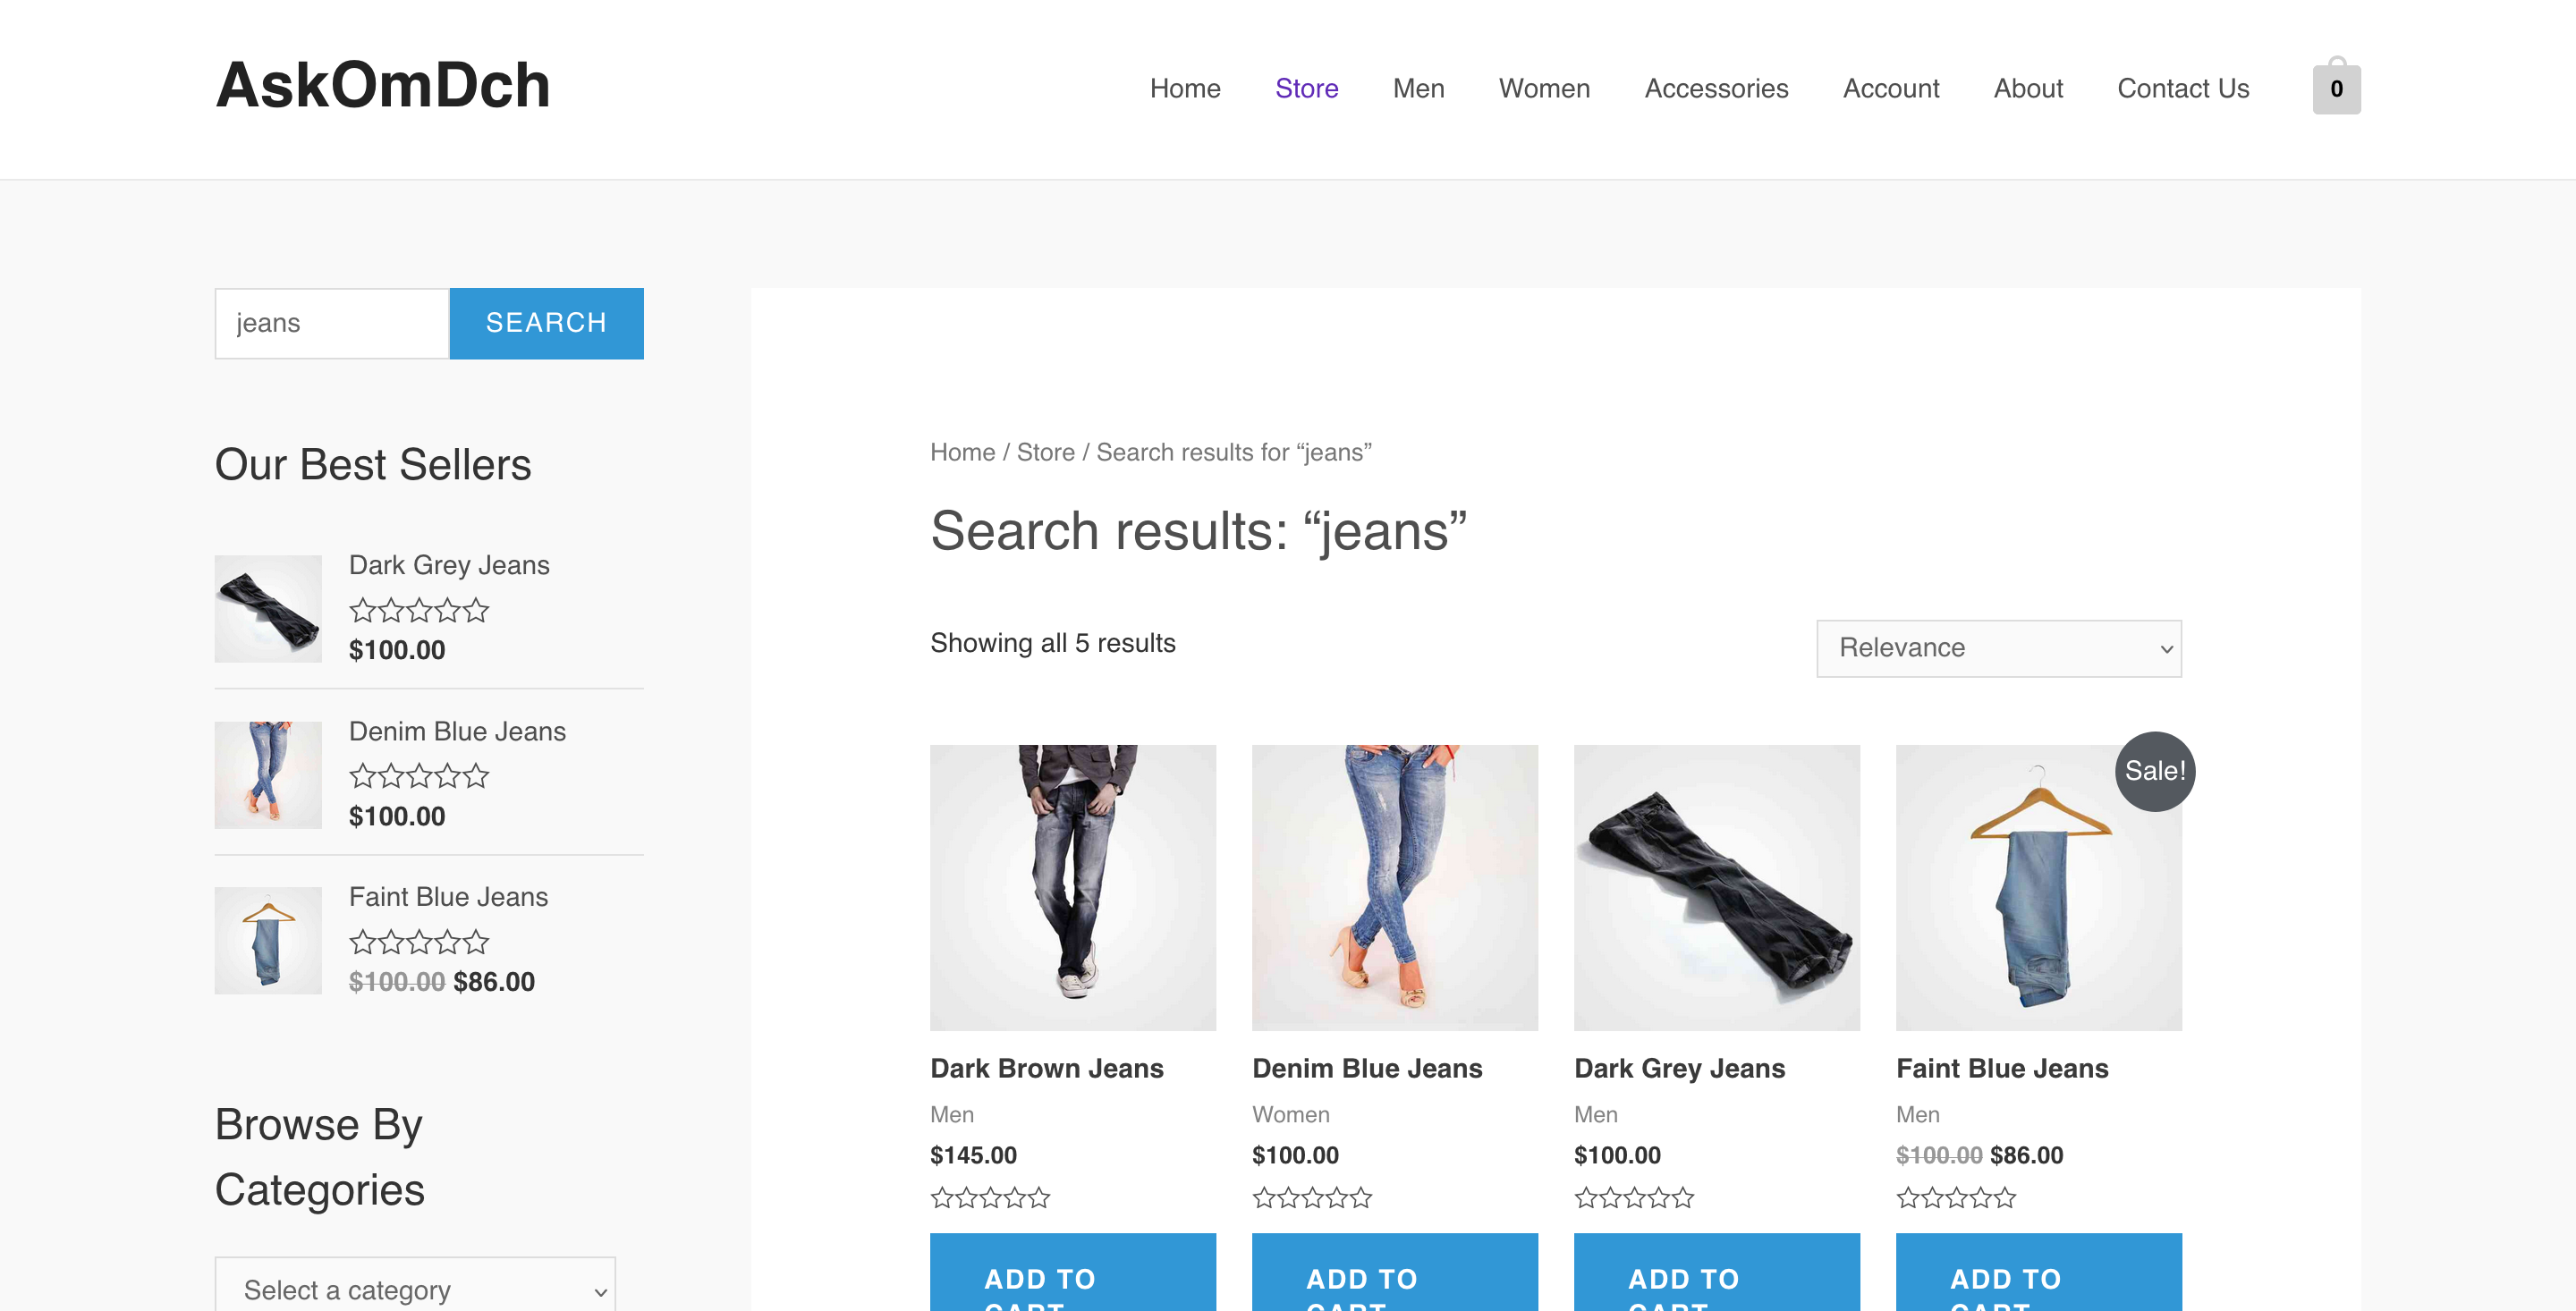 AskOmDch
Home Store Men Women Accessories Account About Contact Us 0
jeans SEARCH
Our Best Sellers
Dark Grey Jeans
$100.00
Denim Blue Jeans
$100.00
Faint Blue Jeans
$100.00 $86.00
Browse By
Categories
Select a category
Home / Store / Search results for “jeans”
Search results: “jeans”
Showing all 5 results
Relevance
Dark Brown Jeans
Men
$145.00
ADD TO
CART
Denim Blue Jeans
Women
$100.00
ADD TO
CART
Dark Grey Jeans
Men
$100.00
ADD TO
CART
Sale!
Faint Blue Jeans
Men
$100.00 $86.00
ADD TO
CART